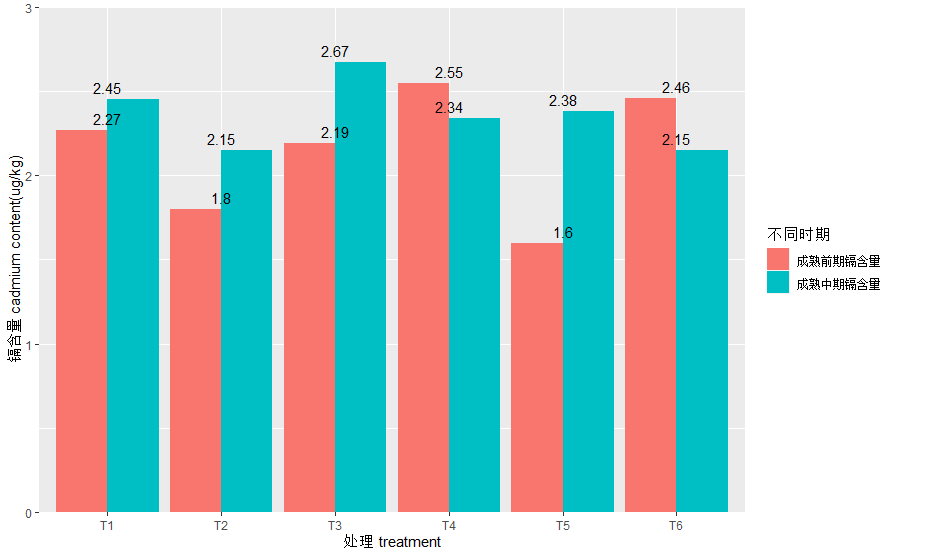 3
2
1
0
镉含量 cadmium content(ug/kg)
2.45
2.27
2.15
1.8
2.67
2.19
2.55
2.34
2.38
1.6
2.46
2.15
T1
T2
T3
T4
T5
T6
处理 treatment
不同时期
成熟前期镉含量
成熟中期镉含量